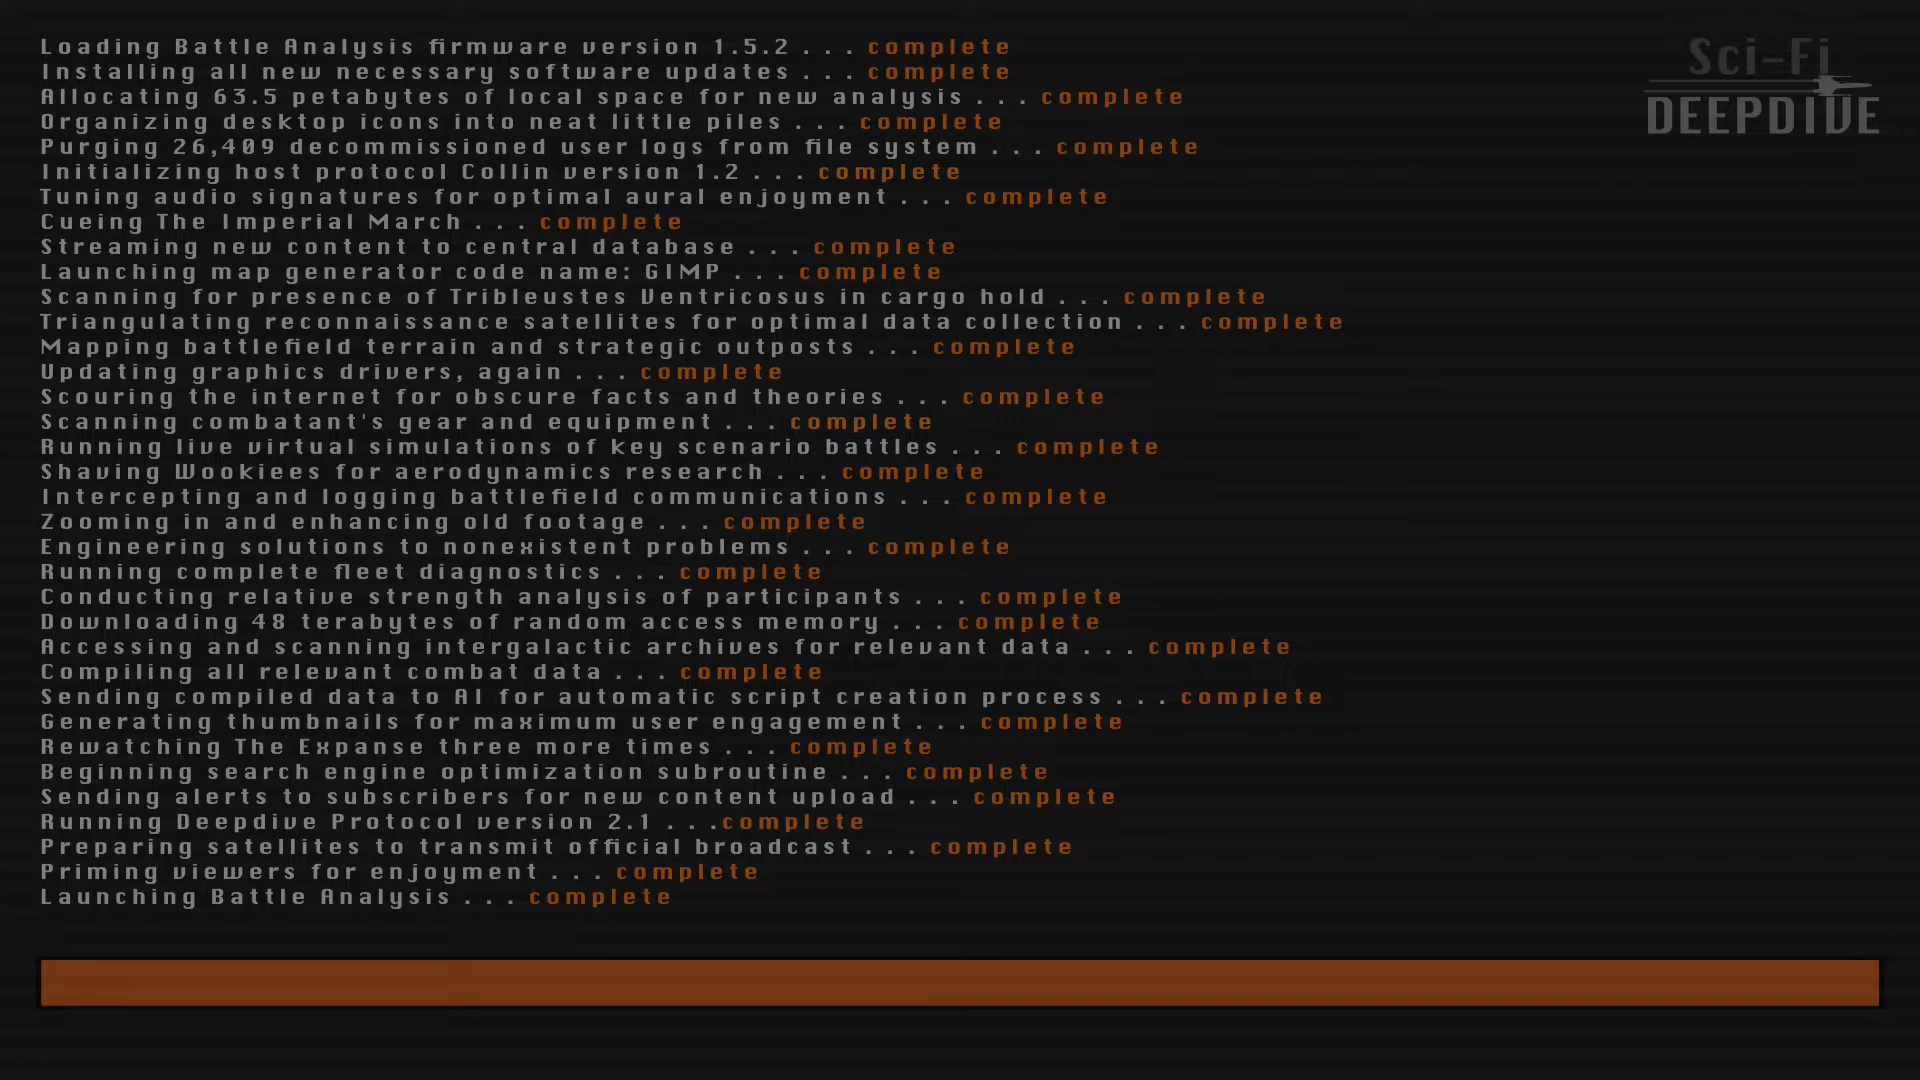 Loading Battle Analysis firmware version 1.5.2 . . . complete
Installing all new necessary software updates . . . complete
Allocating 63.5 petabytes of local space for new analysis . . . complete
Organizing desktop icons into neat little piles . . . complete
Purging 26,409 decommissioned user logs from file system . . . complete
Initializing host protocol Collin version 1.2 . . . complete
Tuning audio signatures for optimal aural enjoyment . . . complete
Cueing The Imperial March . . . complete
Streaming new content to central database . . . complete
Launching map generator code name: GIMP . . . complete
Scanning for presence of Tribleustes Ventricosus in cargo hold . . . complete
Triangulating reconnaissance satellites for optimal data collection . . . complete
Mapping battlefield terrain and strategic outposts . . . complete
Updating graphics drivers, again . . . complete
Scouring the internet for obscure facts and theories . . . complete
Scanning combatant's gear and equipment . . . complete
Running live virtual simulations of key scenario battles . . . complete
Shaving Wookiees for aerodynamics research . . . complete
Intercepting and logging battlefield communications . . . complete
Zooming in and enhancing old footage . . . complete
Engineering solutions to nonexistent problems . . . complete
Running complete fleet diagnostics . . . complete
Conducting relative strength analysis of participants . . . complete
Downloading 48 terabytes of random access memory . . . complete
Accessing and scanning intergalactic archives for relevant data . . . complete
Compiling all relevant combat data . . . complete
Sending compiled data to AI for automatic script creation process . . . complete
Generating thumbnails for maximum user engagement . . . complete
Rewatching The Expanse three more times . . . complete
Beginning search engine optimization subroutine . . . complete
Sending alerts to subscribers for new content upload . . . complete
Running Deepdive Protocol version 2.1 . . .complete
Preparing satellites to transmit official broadcast . . . complete
Priming viewers for enjoyment . . . complete
Launching Battle Analysis . . . complete
Sci-Fi
DEEPDIVE